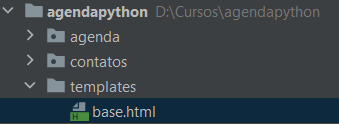 agendapython D:\Cursos\agendapython
agenda
contatos
templates
base.html